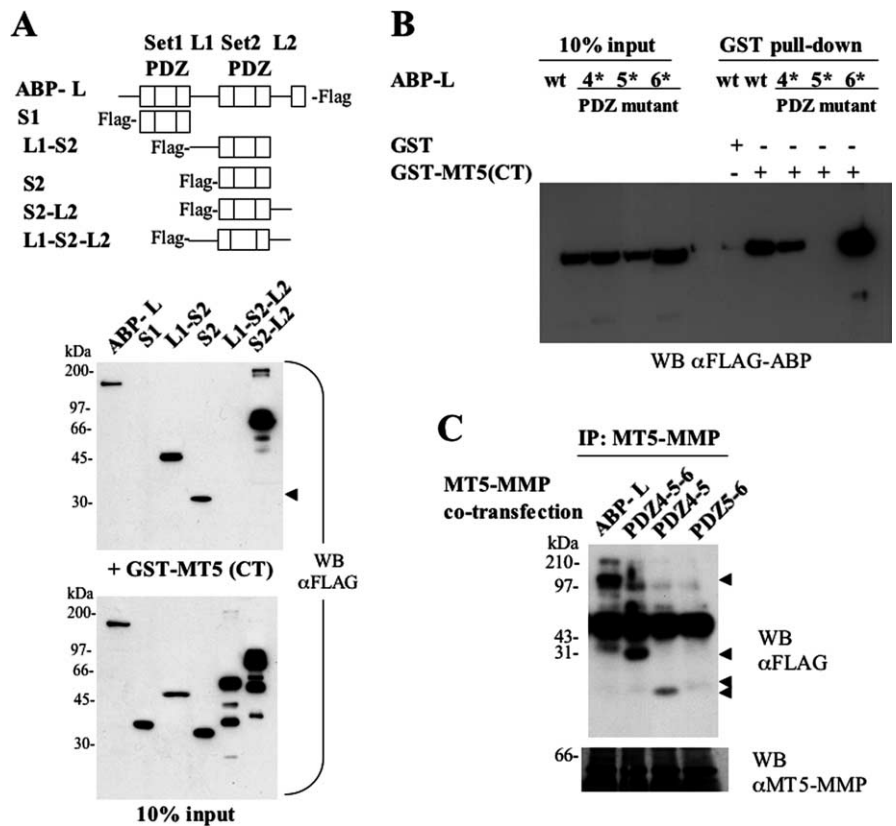 A
Set1 L1 Set2 L2
PDZ PDZ
ABP- L -Flag
S1 Flag-
L1-S2 Flag-
S2 Flag-
S2-L2 Flag-
L1-S2-L2 Flag-
ABP- L S1 L1-S2 S2 L1-S2-L2 S2-L2
kDa
200-
97-
66-
45-
30-
+ GST-MT5 (CT)
kDa
200-
97-
66-
45-
30-
10% input
WB
αFLAG
B
10% input GST pull-down
ABP-L wt 4* 5* 6* wt wt 4* 5* 6*
PDZ mutant PDZ mutant
GST + - - - -
GST-MT5(CT) - + + + +
WB αFLAG-ABP
C
IP: MT5-MMP
MT5-MMP
co-transfection
ABP- L PDZ4-5-6 PDZ4-5 PDZ5-6
kDa
210-
97-
43-
31-
WB
αFLAG
66-
WB
αMT5-MMP